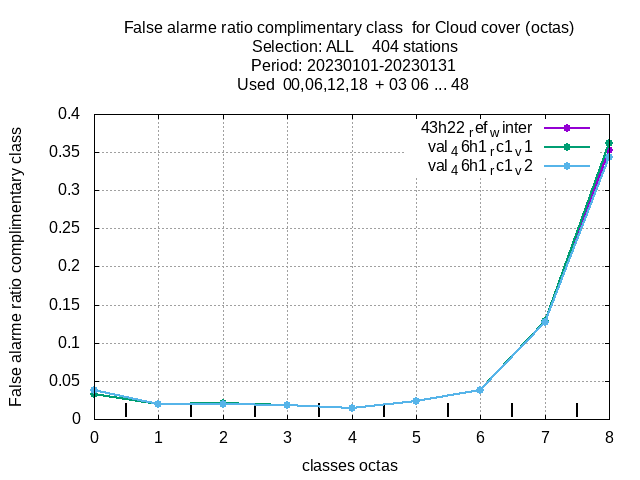 False alarme ratio complimentary class  for Cloud cover (octas)
Selection: ALL    404 stations
Period: 20230101-20230131
Used  00,06,12,18  + 03 06 ... 48
False alarme ratio complimentary class
0.4
0.35
0.3
0.25
0.2
0.15
0.1
0.05
0
43h22 ref winter
val 46h1 rc1 v1
val 46h1 rc1 v2
0 1 2 3 4 5 6 7 8
classes octas